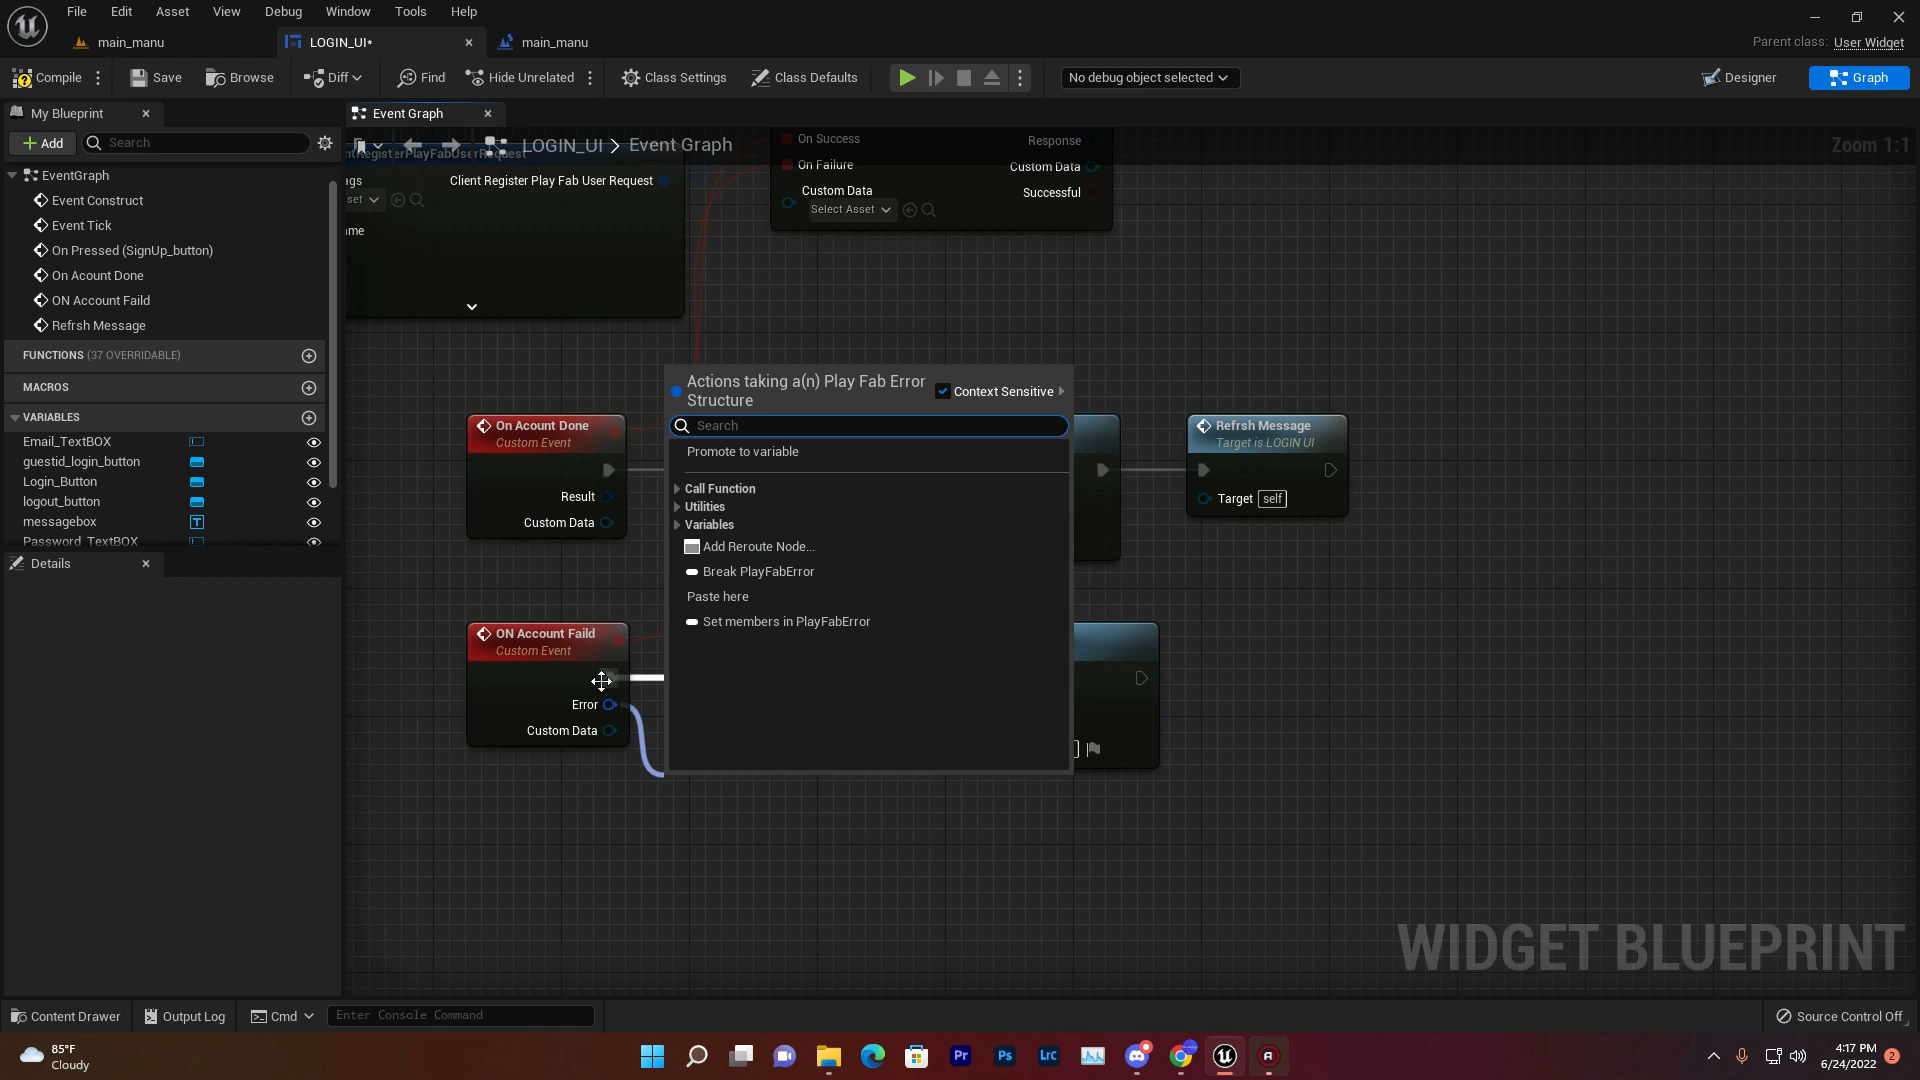 File Edit Asset View Debug Window Tools Help
main_manu LOGIN_UI* main_manu
Parent class: User Widget
Compile Save Browse Diff Find Hide Unrelated Class Settings Class Defaults No debug object selected Designer Graph
My Blueprint
Event Graph
Add Search
LOGIN_UI > Event Graph
Zoom 1:1
EventGraph
Event Construct
Event Tick
On Pressed (SignUp_button)
On Acount Done
ON Account Faild
Refrsh Message
FUNCTIONS (37 OVERRIDABLE)
MACROS
VARIABLES
Email_TextBOX
guestid_login_button
Login_Button
logout_button
messagebox
Password_TextBOX
Details
Client Register Play Fab User Request
ags
set
ame
On Success Response
On Failure Custom Data
Custom Data Successful
Select Asset
Actions taking a(n) Play Fab Error
Structure
Context Sensitive
Search
Promote to variable
Call Function
Utilities
Variables
Add Reroute Node...
Break PlayFabError
Paste here
Set members in PlayFabError
On Acount Done
Custom Event
Result
Custom Data
Refrsh Message
Target is LOGIN UI
Target self
ON Account Faild
Custom Event
Error
Custom Data
WIDGET BLUEPRINT
Content Drawer Output Log Cmd Enter Console Command Source Control Off
85°F
Cloudy
Pr Ps Lrc
4:17 PM
6/24/2022
2